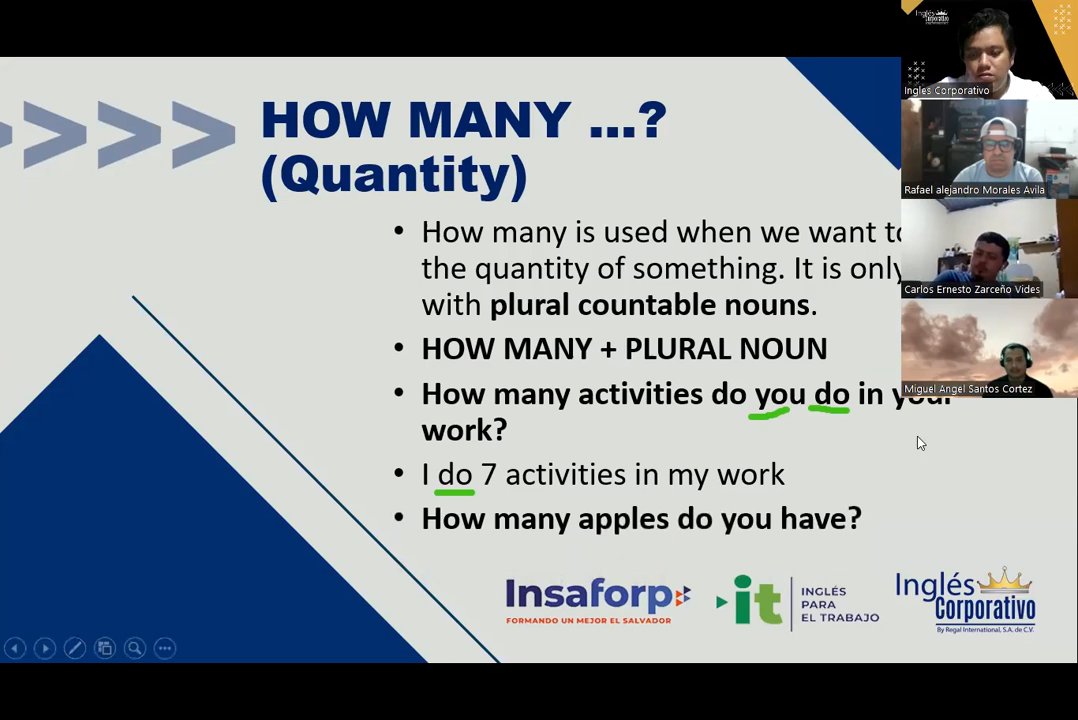 HOW MANY ...?
(Quantity)
• How many is used when we want to
the quantity of something. It is only
with plural countable nouns.
• HOW MANY + PLURAL NOUN
• How many activities do you do in your
work?
• I do 7 activities in my work
• How many apples do you have?
Insaforp
FORMANDO UN MEJOR EL SALVADOR
it
INGLÉS
PARA
EL TRABAJO
Inglés
Corporativo
By Regal International, S.A. de C.V.
Inglés
Corporativo
Ingles Corporativo
Rafael alejandro Morales Avila
Carlos Ernesto Zarceño Vides
Miguel Angel Santos Cortez